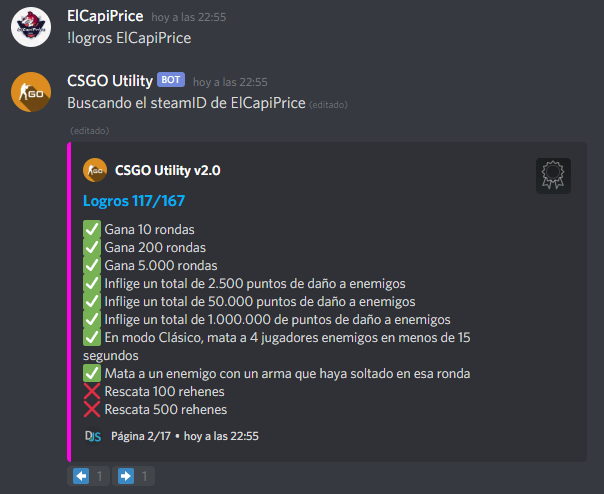 ElCapiPrice hoy a las 22:55
!logros ElCapiPrice
CSGO Utility BOT hoy a las 22:55
Buscando el steamID de ElCapiPrice (editado)
(editado)
CSGO Utility v2.0
Logros 117/167
Gana 10 rondas
Gana 200 rondas
Gana 5.000 rondas
Inflige un total de 2.500 puntos de daño a enemigos
Inflige un total de 50.000 puntos de daño a enemigos
Inflige un total de 1.000.000 de puntos de daño a enemigos
En modo Clásico, mata a 4 jugadores enemigos en menos de 15
segundos
Mata a un enemigo con un arma que haya soltado en esa ronda
Rescata 100 rehenes
Rescata 500 rehenes
DJS Página 2/17 • hoy a las 22:55
1 1